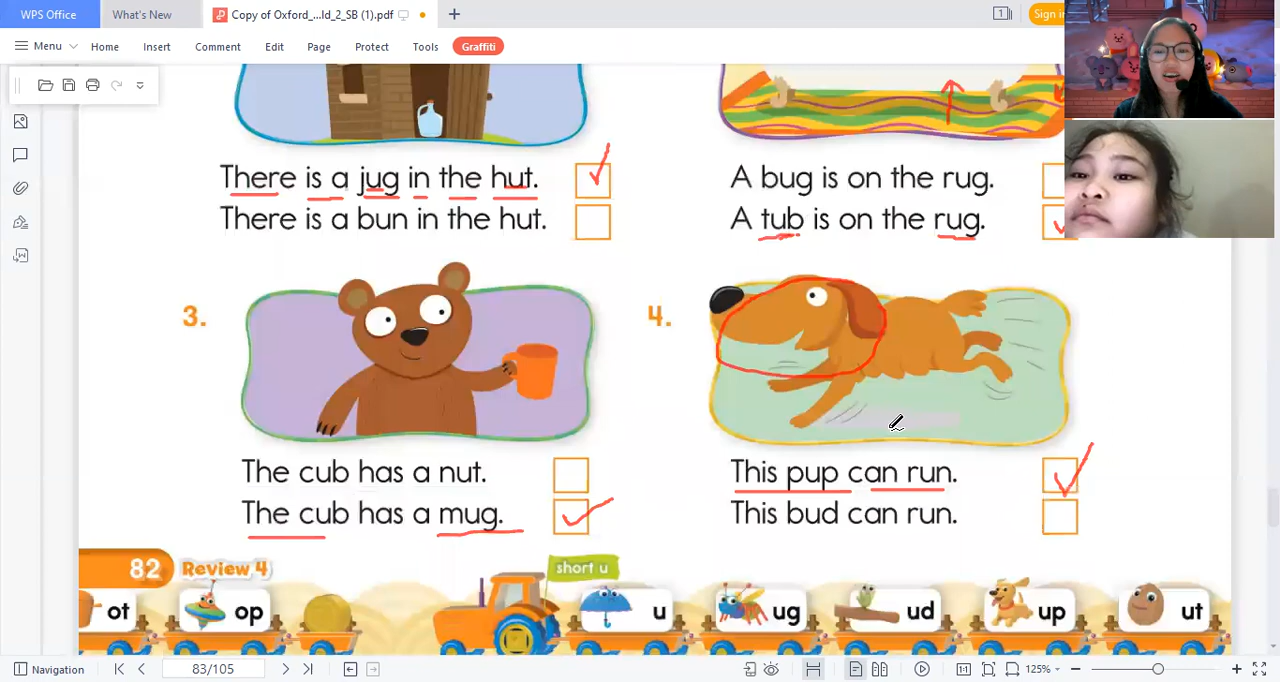 WPS Office What's New Copy of Oxford_...ld_2_SB (1).pdf 1 Sign in
Menu Home Insert Comment Edit Page Protect Tools Graffiti
There is a jug in the hut.
There is a bun in the hut.
A bug is on the rug.
A tub is on the rug.
3.
4.
The cub has a nut.
The cub has a mug.
This pup can run.
This bud can run.
82 Review 4
short u
ot op u ug ud up ut
Navigation 83/105 125%